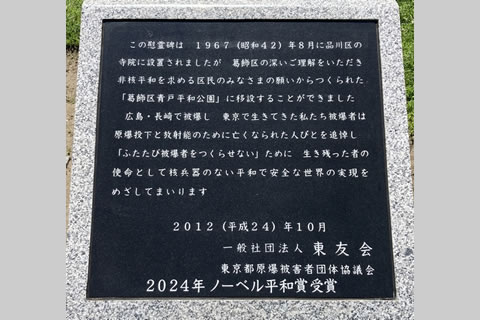 この慰霊碑は 1967(昭和42)年8月に品川区の
寺院に設置されましたが 葛飾区の深いご理解をいただき
非核平和を求める区民のみなさまの願いからつくられた
「葛飾区青戸平和公園」に移設することができました
広島・長崎で被爆し 東京で生きてきた私たち被爆者は
原爆投下と放射能のために亡くなられた人びとを追悼し
「ふたたび被爆者をつくらせない」ために 生き残った者の
使命として核兵器のない平和で安全な世界の実現を
めざしてまいります
2012(平成24)年10月
一般社団法人 東友会
東京都原爆被害者団体協議会
2024年 ノーベル平和賞受賞